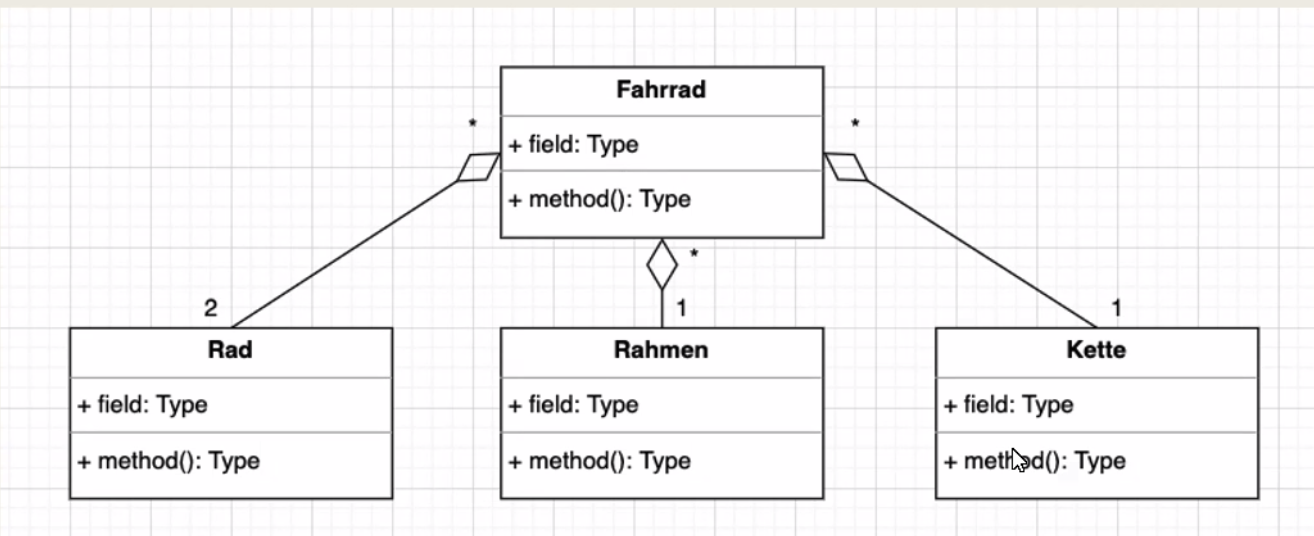 Fahrrad
*
*
+ field: Type
+ method(): Type
*
2
1
1
Rad
+ field: Type
+ method(): Type
Rahmen
+ field: Type
+ method(): Type
Kette
+ field: Type
+ method(): Type